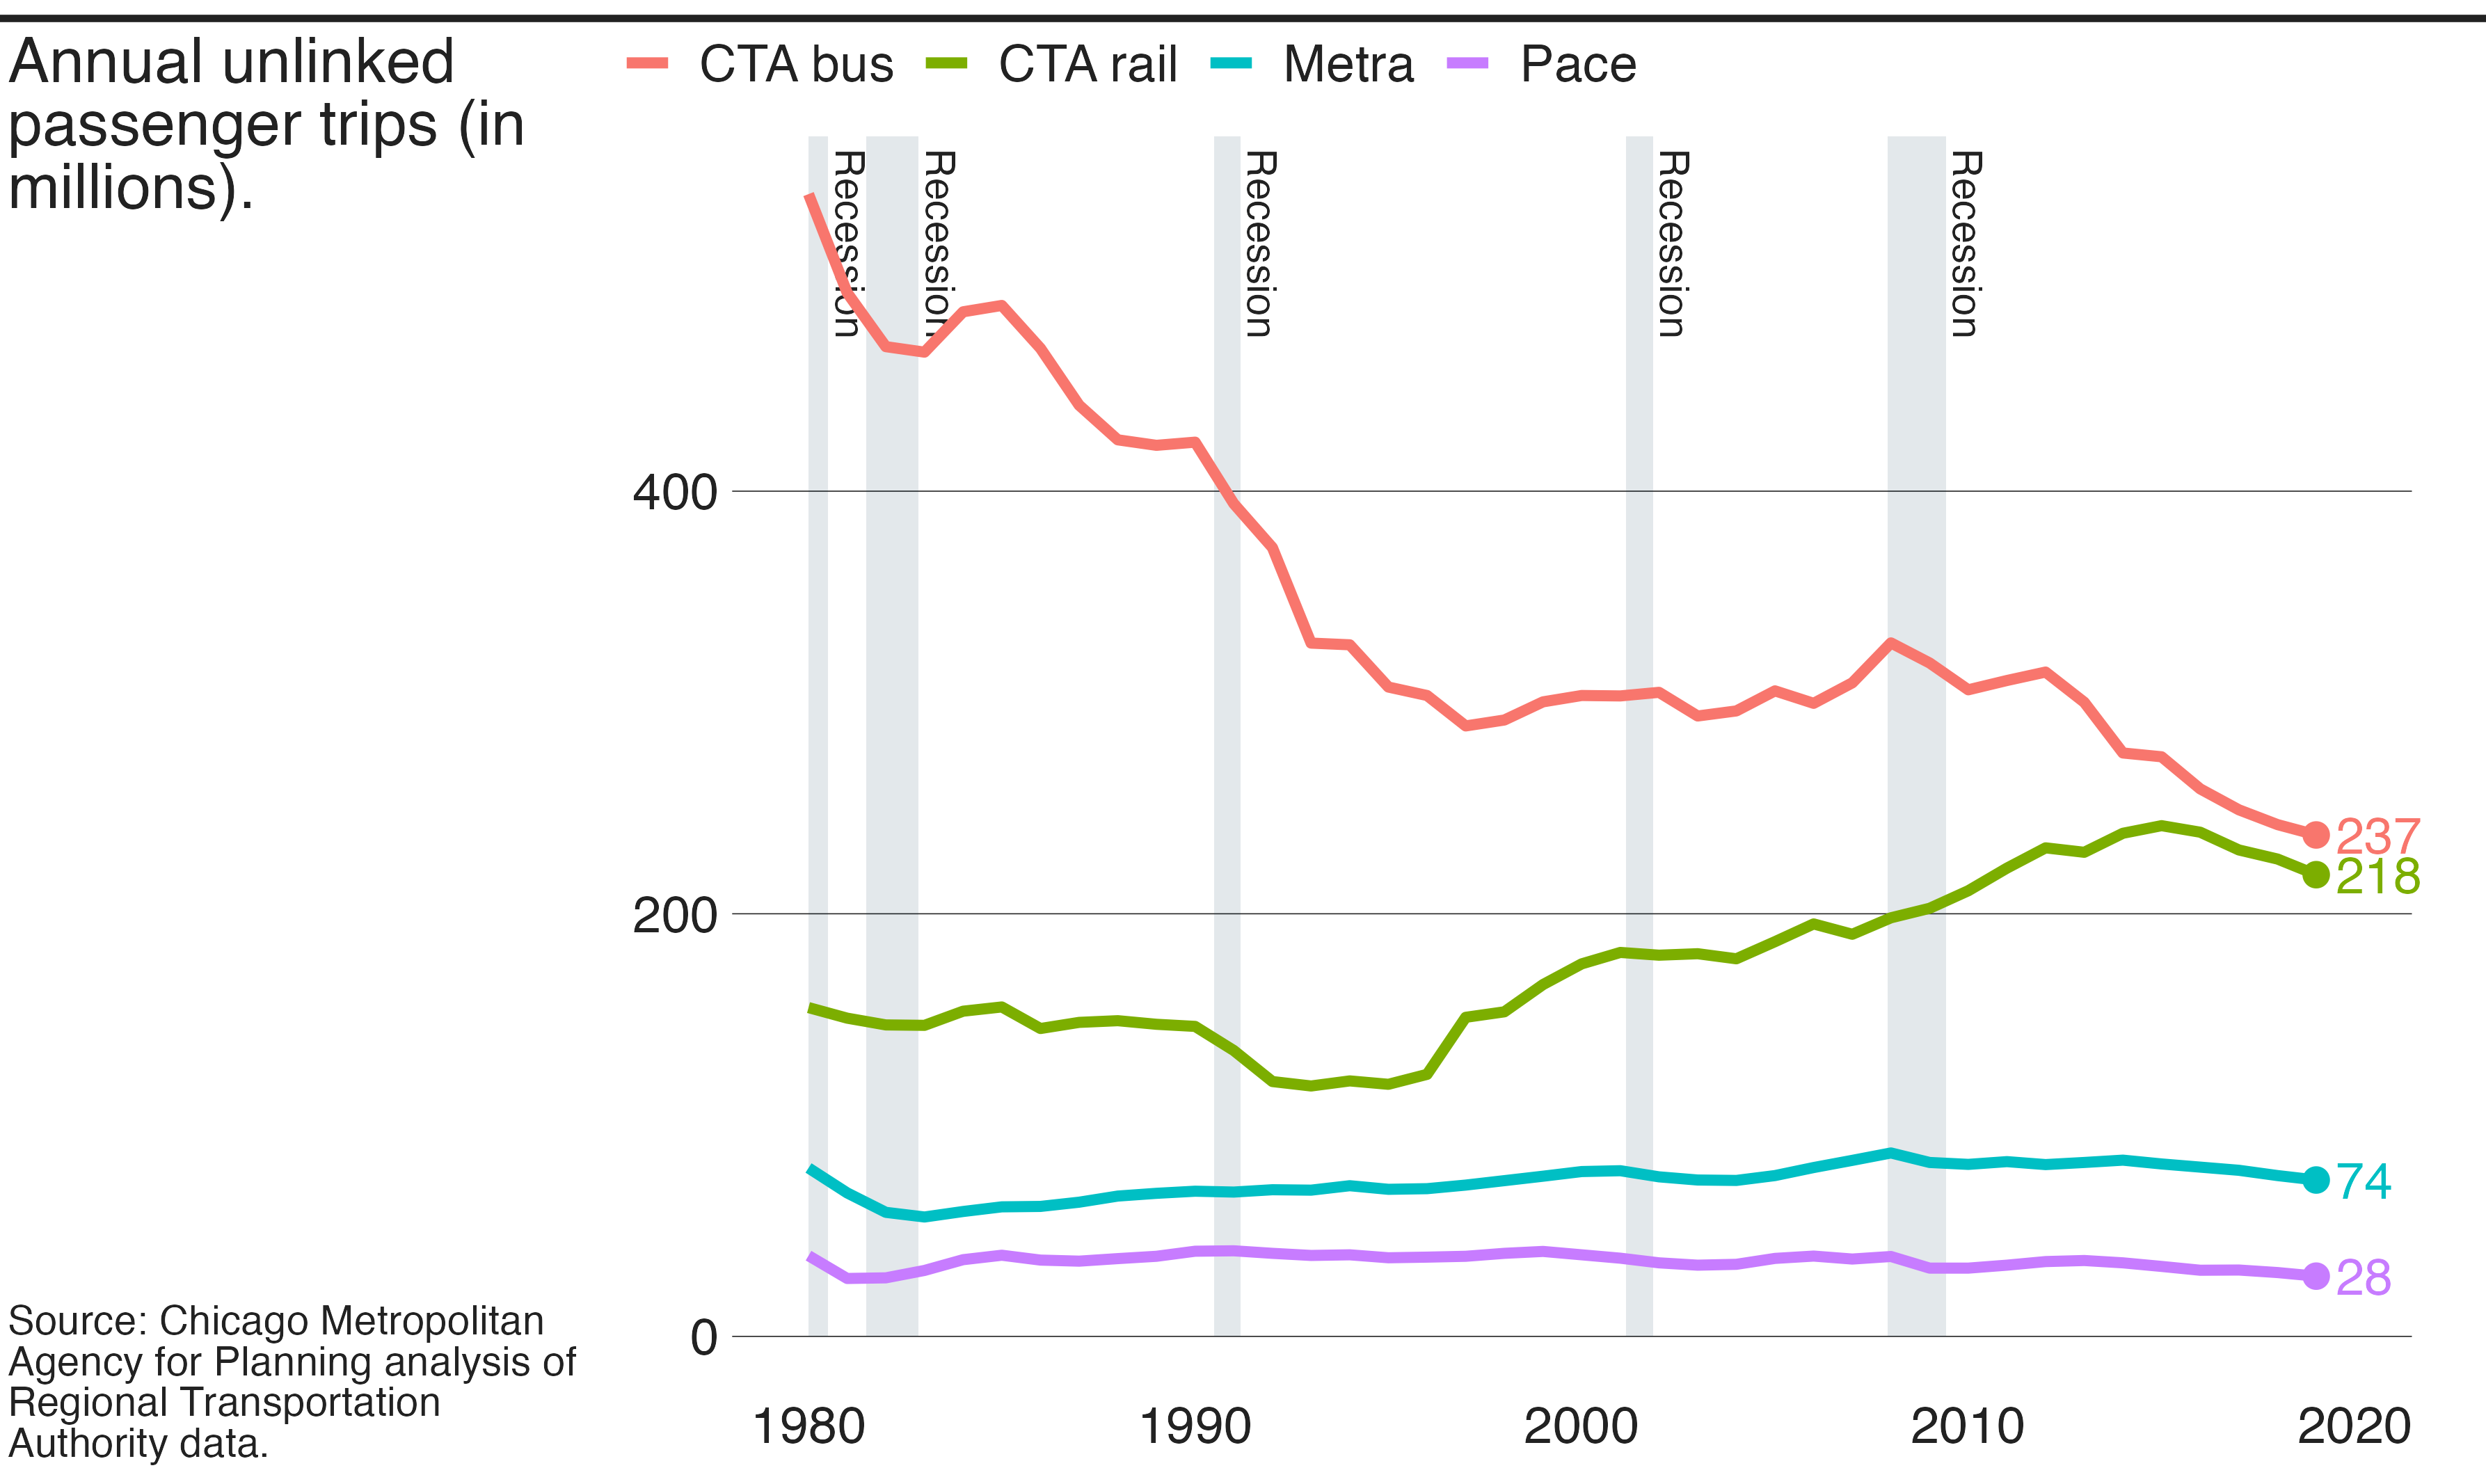 Annual unlinked
passenger trips (in
millions).
CTA bus CTA rail Metra Pace
Recession
Recession
Recession
Recession
Recession
400
200
0
237
218
74
28
1980 1990 2000 2010 2020
Source: Chicago Metropolitan
Agency for Planning analysis of
Regional Transportation
Authority data.